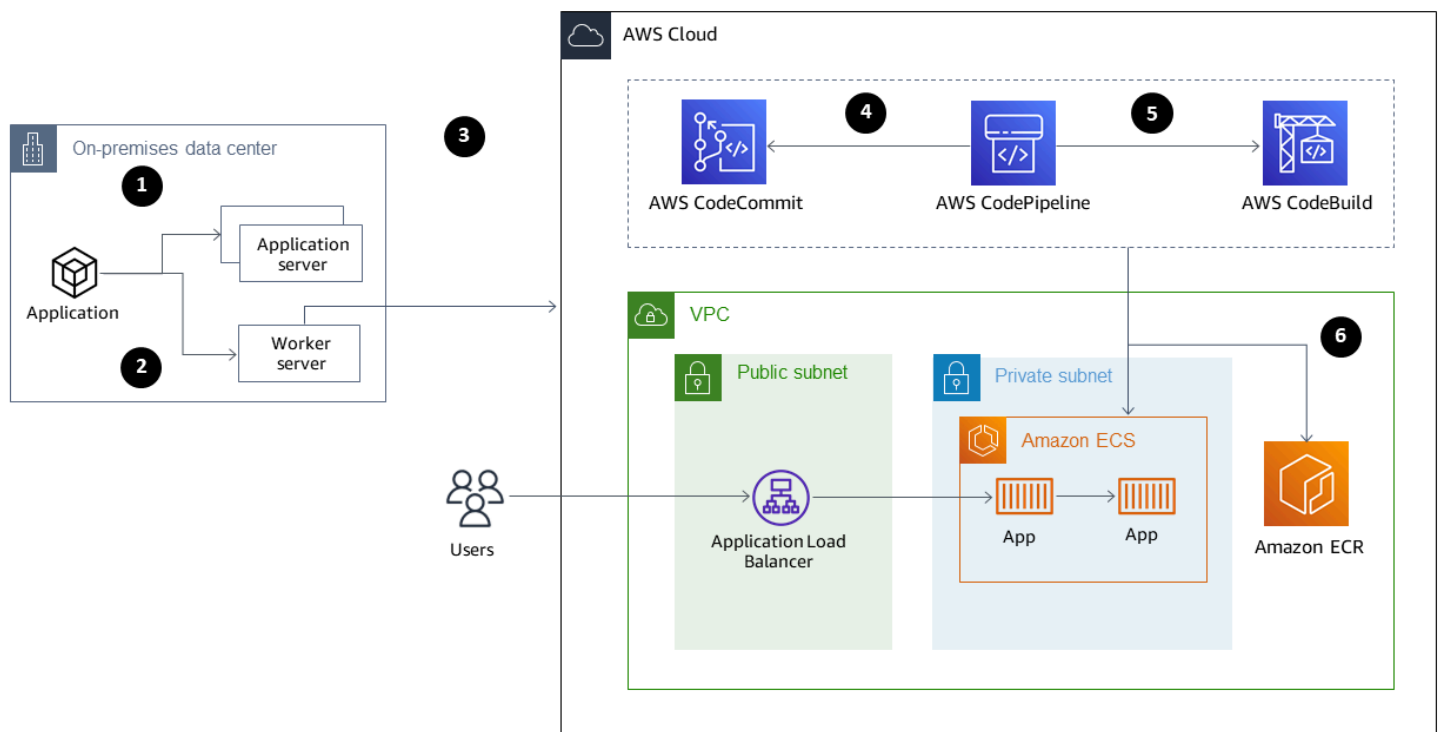 AWS Cloud
4
5
3
On-premises data center
1
AWS CodeCommit
AWS CodePipeline
AWS CodeBuild
Application
server
Application
VPC
6
Worker
server
2
Public subnet
Private subnet
Amazon ECS
Users
Application Load
Balancer
App
App
Amazon ECR